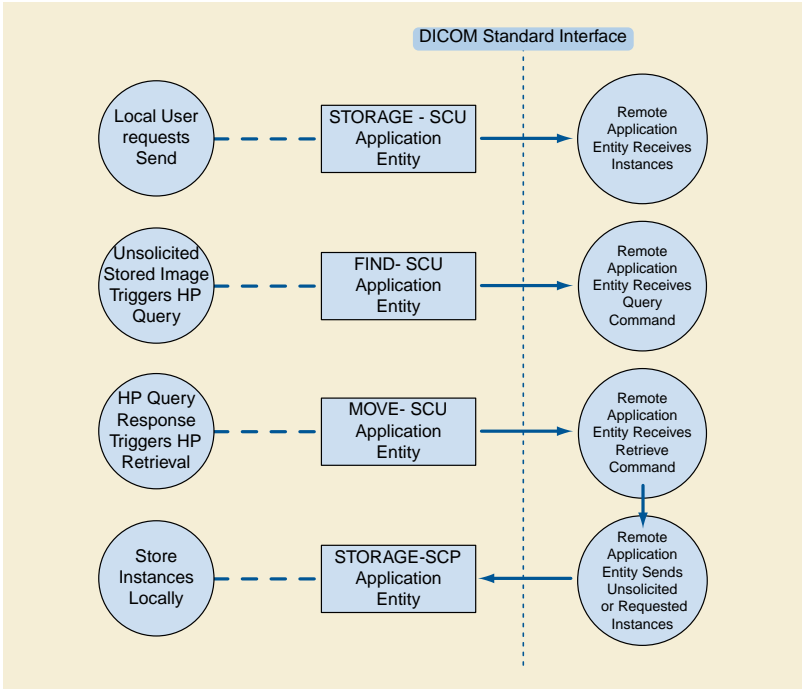 DICOM Standard Interface
Local User
requests
Send
STORAGE - SCU
Application
Entity
Remote
Application
Entity Receives
Instances
Unsolicited
Stored Image
Triggers HP
Query
FIND- SCU
Application
Entity
Remote
Application
Entity Receives
Query
Command
HP Query
Response
Triggers HP
Retrieval
MOVE- SCU
Application
Entity
Remote
Application
Entity Receives
Retrieve
Command
Store
Instances
Locally
STORAGE-SCP
Application
Entity
Remote
Application
Entity Sends
Unsolicited
or Requested
Instances